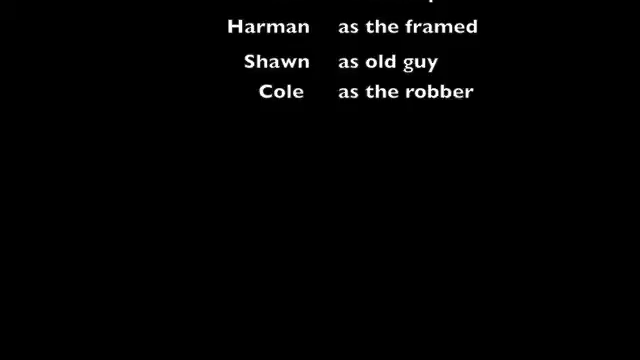 Harman as the framed
Shawn as old guy
Cole as the robber